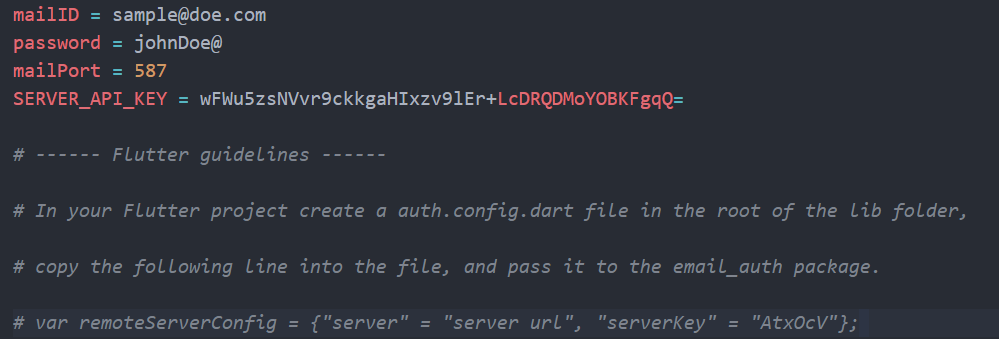 mailID = sample@doe.com
password = johnDoe@
mailPort = 587
SERVER_API_KEY = wFWu5zsNVvr9ckkgaHIxzv9lEr+LcDRQDMoYOBKFgqQ=
# ------ Flutter guidelines ------
# In your Flutter project create a auth.config.dart file in the root of the lib folder,
# copy the following line into the file, and pass it to the email_auth package.
# var remoteServerConfig = {"server" = "server url", "serverKey" = "AtxOcV"};